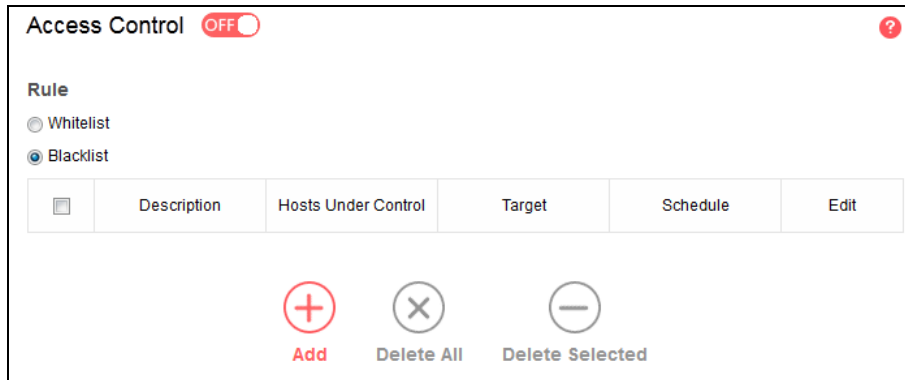 Access Control OFF ?
Rule
Whitelist
Blacklist
Description Hosts Under Control Target Schedule Edit
Add Delete All Delete Selected